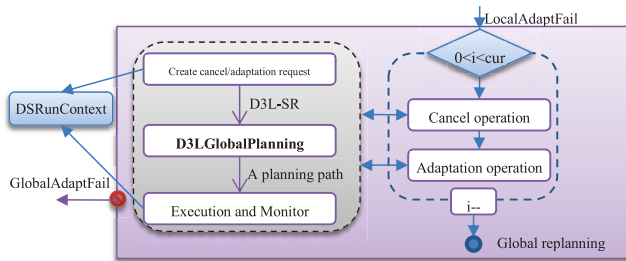 LocalAdaptFail
0<i<cur
Create cancel/adaptation request
D3L-SR
DSRunContext
Cancel operation
D3LGlobalPlanning
A planning path
Adaptation operation
GlobalAdaptFail
Execution and Monitor
i--
Global replanning